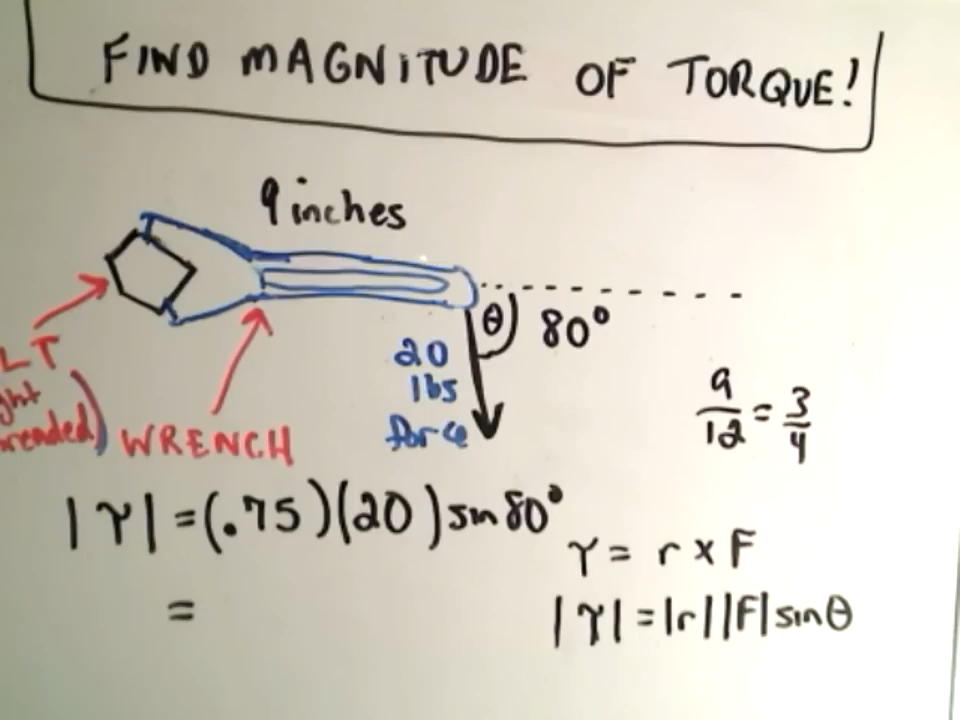 FIND MAGNITUDE OF TORQUE!
9 inches
θ 80°
20
lbs
force
9/12 = 3/4
WRENCH
|τ| = (.75)(20) sin 80°
τ = r × F
=
|τ| = |r||F| sin θ